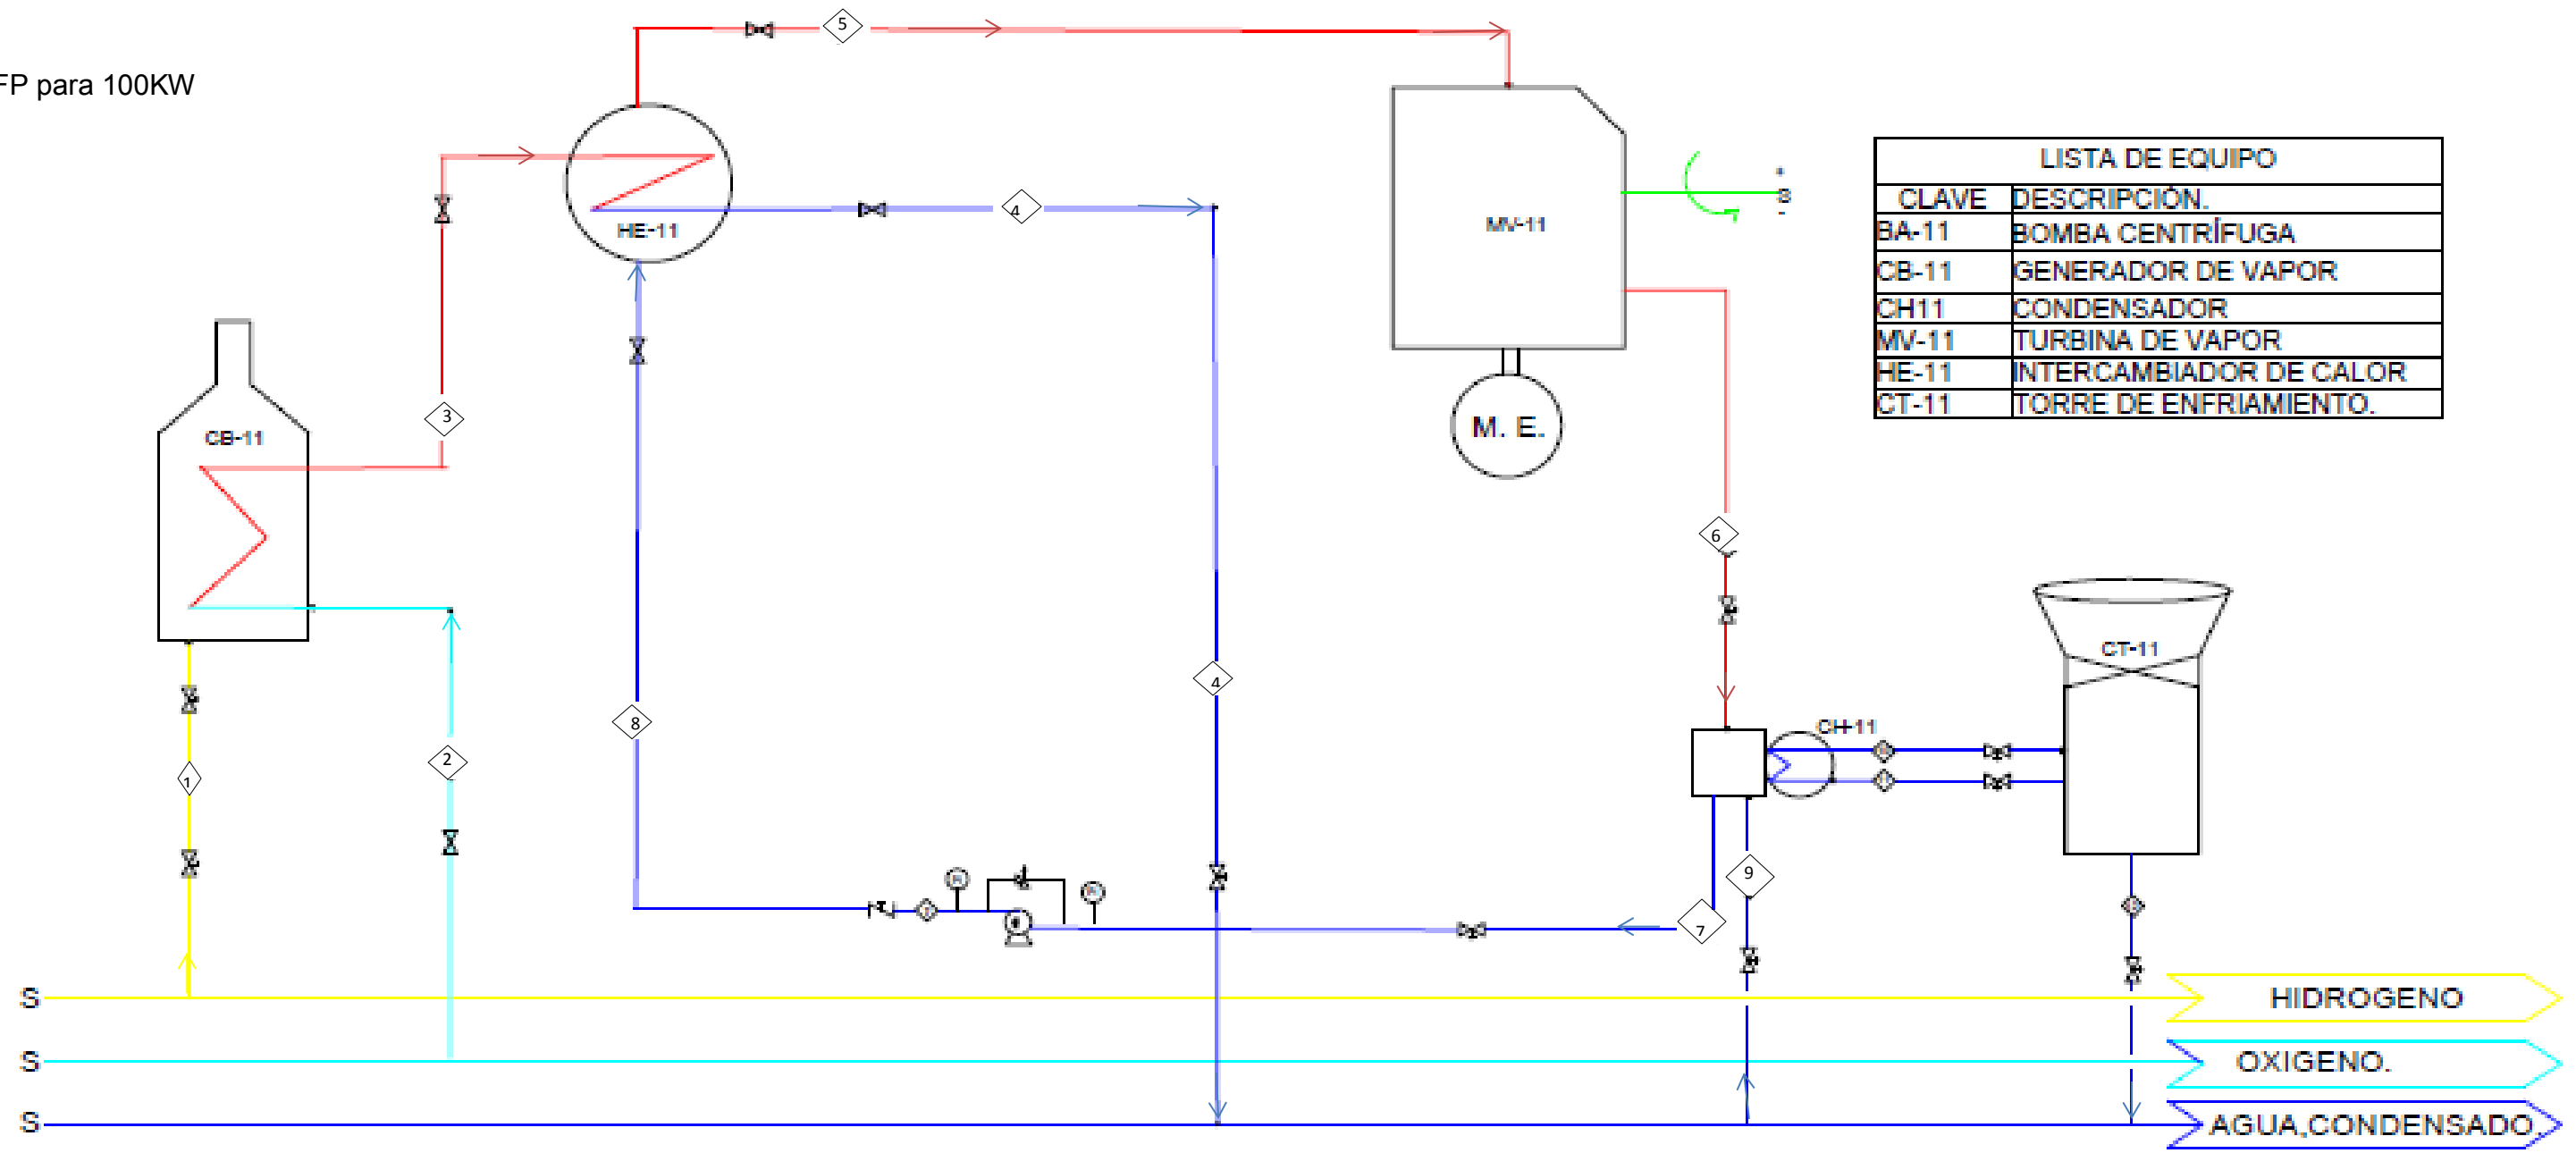 FP para 100KW
5
LISTA DE EQUIPO
CLAVE DESCRIPCIÓN.
BA-11 BOMBA CENTRÍFUGA
CB-11 GENERADOR DE VAPOR
CH11 CONDENSADOR
MV-11 TURBINA DE VAPOR
HE-11 INTERCAMBIADOR DE CALOR
CT-11 TORRE DE ENFRIAMIENTO.
HE-11
4
MV-11
3
CB-11
M. E.
6
CT-11
4
8
CH-11
2
1
9
7
S HIDROGENO
S OXIGENO.
S AGUA,CONDENSADO.